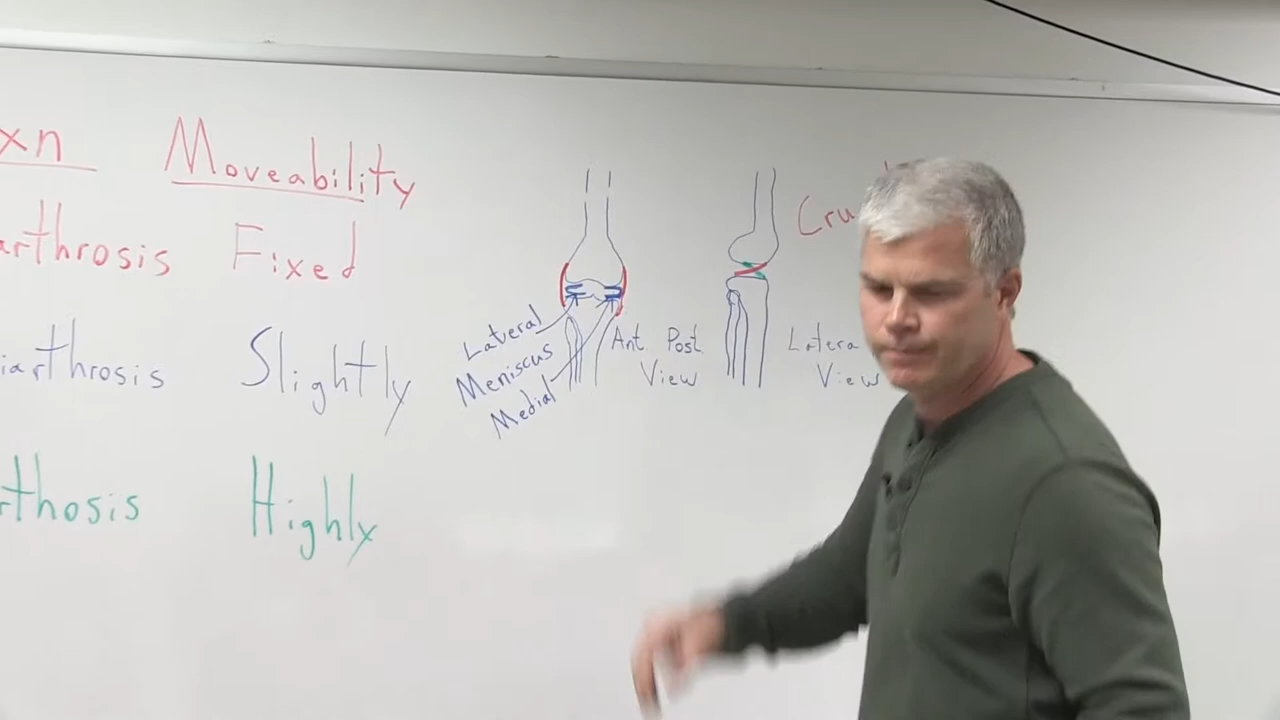 xn Moveability
arthrosis Fixed
iarthrosis Slightly
rthosis Highly
Lateral
Meniscus
Medial
Ant. Post
View
Cru
Latera
View